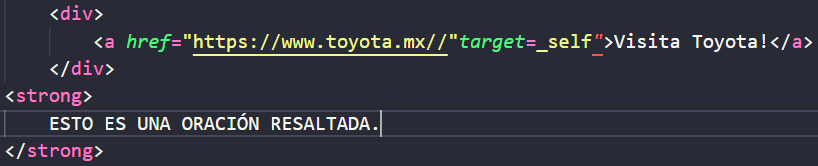 <div>
<a href="https://www.toyota.mx//"target=_self">Visita Toyota!</a>
</div>
<strong>
ESTO ES UNA ORACIÓN RESALTADA.
</strong>